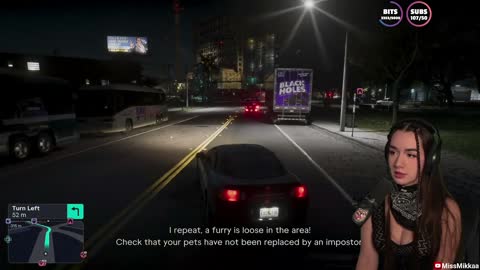 BITS
SUBS
107/50
BLACK
HOLES
Turn Left
52 m
I repeat, a furry is loose in the area!
Check that your pets have not been replaced by an impostor
MissMikkaa